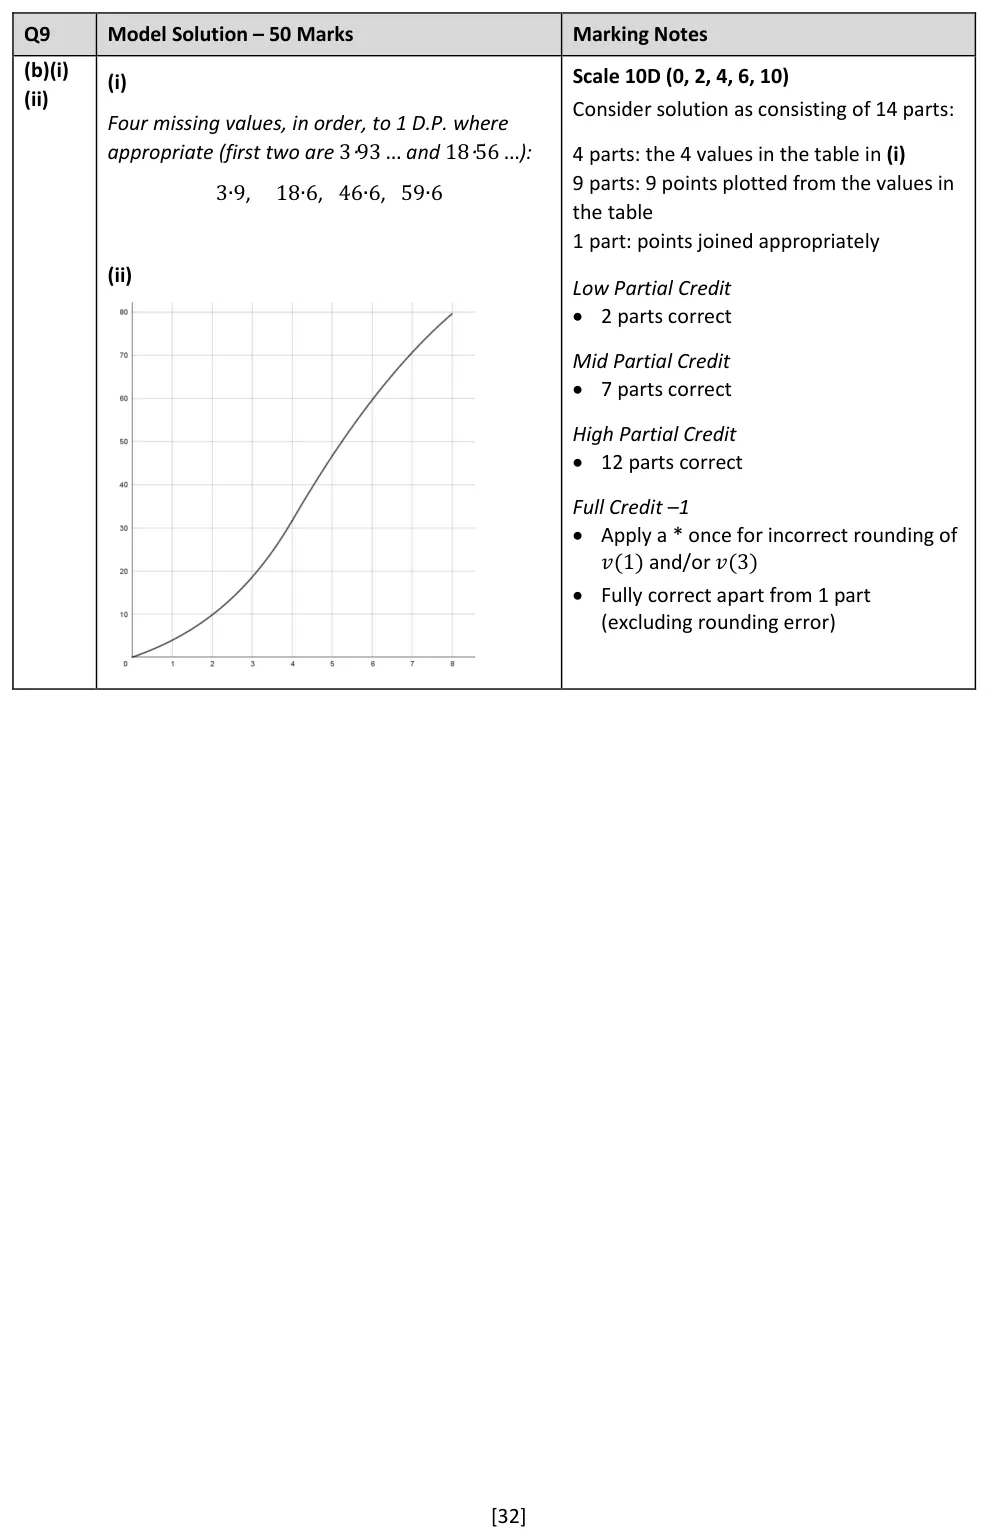 Q9 Model Solution – 50 Marks Marking Notes
(b)(i)
(ii)
(i)
Four missing values, in order, to 1 D.P. where
appropriate (first two are 3·93 … and 18·56 …):
3·9, 18·6, 46·6, 59·6
(ii)
80
70
60
50
40
30
20
10
0 1 2 3 4 5 6 7 8
Scale 10D (0, 2, 4, 6, 10)
Consider solution as consisting of 14 parts:
4 parts: the 4 values in the table in (i)
9 parts: 9 points plotted from the values in
the table
1 part: points joined appropriately
Low Partial Credit
• 2 parts correct
Mid Partial Credit
• 7 parts correct
High Partial Credit
• 12 parts correct
Full Credit –1
• Apply a * once for incorrect rounding of
v(1) and/or v(3)
• Fully correct apart from 1 part
(excluding rounding error)
[32]